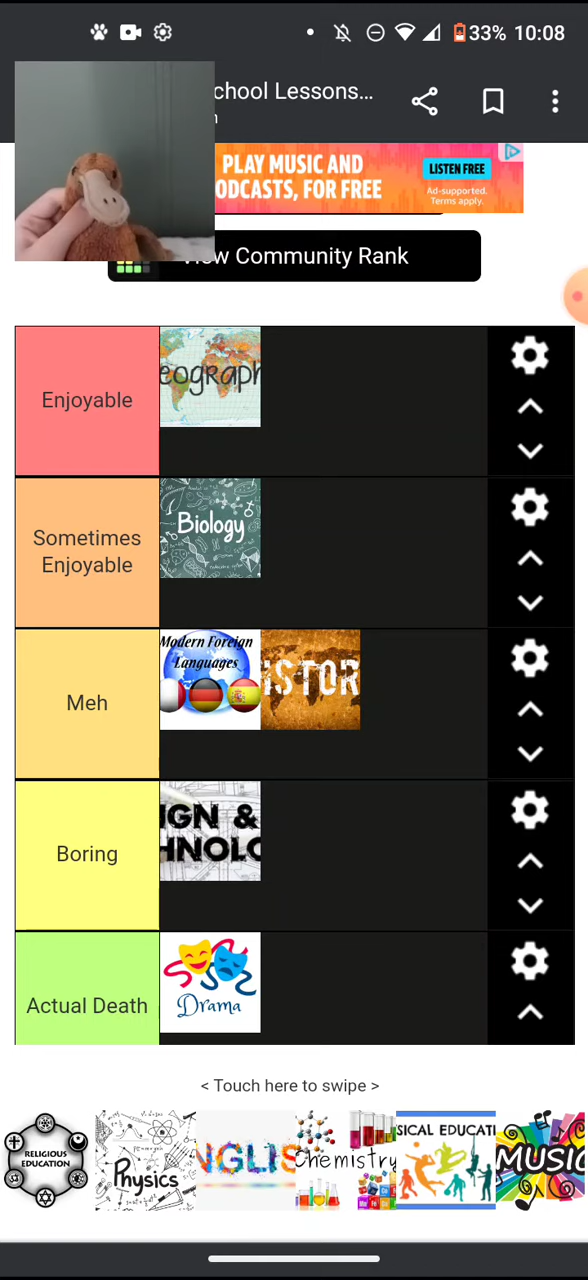 33% 10:08
chool Lessons...
PLAY MUSIC AND
ODCASTS, FOR FREE
LISTEN FREE
Ad-supported.
Terms apply.
View Community Rank
Enjoyable
eograph
Sometimes
Enjoyable
Biology
Meh
Modern Foreign
Languages
ISTOR
Boring
IGN &
HNOLO
Actual Death
Drama
< Touch here to swipe >
RELIGIOUS
EDUCATION
Physics
NGLIS
Chemistry
SICAL EDUCATI
MUSIC